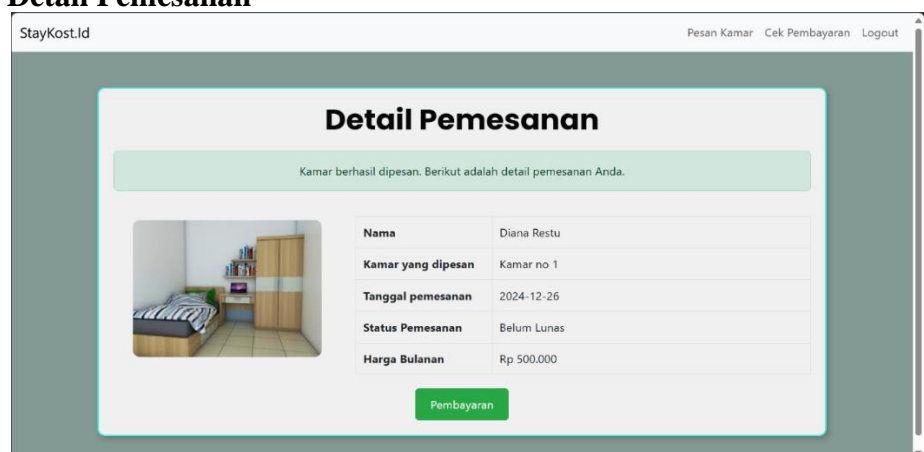 Detail Pemesanan
StayKost.Id
Pesan Kamar Cek Pembayaran Logout
Detail Pemesanan
Kamar berhasil dipesan. Berikut adalah detail pemesanan Anda.
Nama Diana Restu
Kamar yang dipesan Kamar no 1
Tanggal pemesanan 2024-12-26
Status Pemesanan Belum Lunas
Harga Bulanan Rp 500.000
Pembayaran